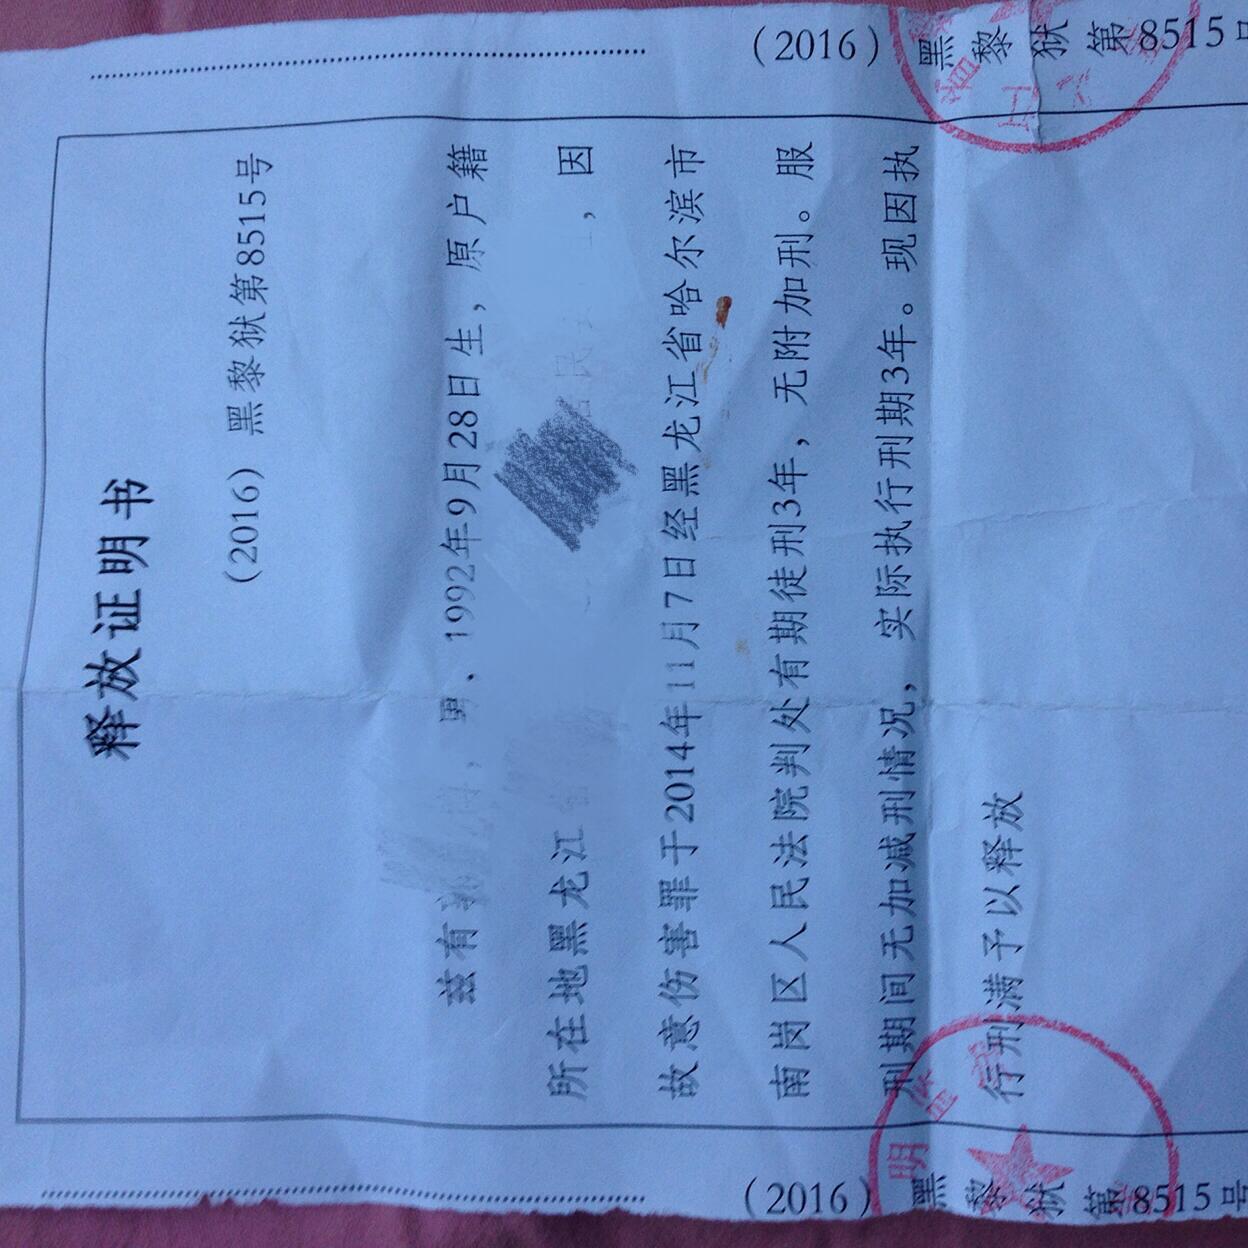 释放证明书
(2016)黑黎狱第8515号
兹有
，男、1992年9月28日生，原户籍
所在地黑龙江
，因
故意伤害罪于2014年11月7日经黑龙江省哈尔滨市
南岗区人民法院判处有期徒刑3年，无附加刑。服
刑期间无加减刑情况，实际执行刑期3年。现因执
行刑满予以释放
(2016)黑黎狱第8515号
(2016)黑黎狱第8515号